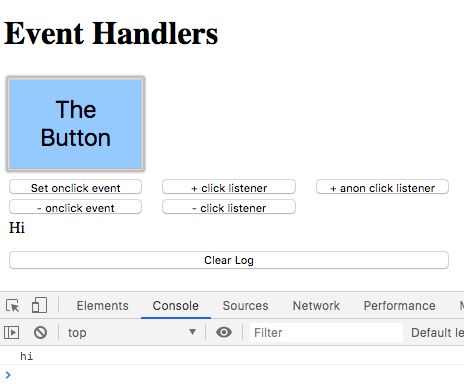 Event Handlers
The
Button
Set onclick event + click listener + anon click listener
- onclick event - click listener
Hi
Clear Log
Elements Console Sources Network Performance
top Filter Default le
hi